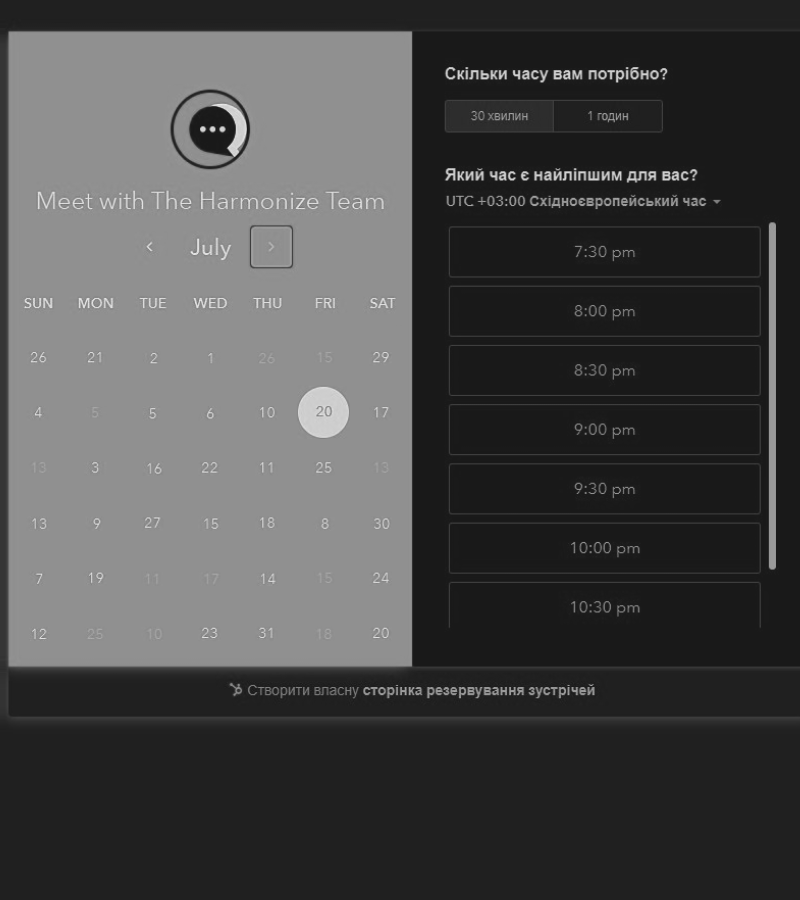 Meet with The Harmonize Team
July
SUN MON TUE WED THU FRI SAT
26 21 2 1 26 15 29
4 5 5 6 10 20 17
13 3 16 22 11 25 13
13 9 27 15 18 8 30
7 19 11 17 14 15 24
12 25 10 23 31 18 20
Скільки часу вам потрібно?
30 хвилин 1 годин
Який час є найліпшим для вас?
UTC +03:00 Східноєвропейський час
7:30 pm
8:00 pm
8:30 pm
9:00 pm
9:30 pm
10:00 pm
10:30 pm
Створити власну сторінка резервування зустрічей